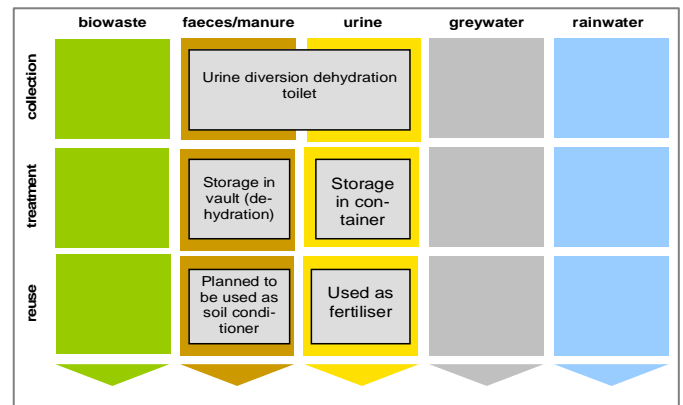 biowaste faeces/manure urine greywater rainwater
collection
Urine diversion dehydration
toilet
treatment
Storage in
vault (de-
hydration)
Storage
in con-
tainer
reuse
Planned to
be used as
soil condi-
tioner
Used as
fertiliser